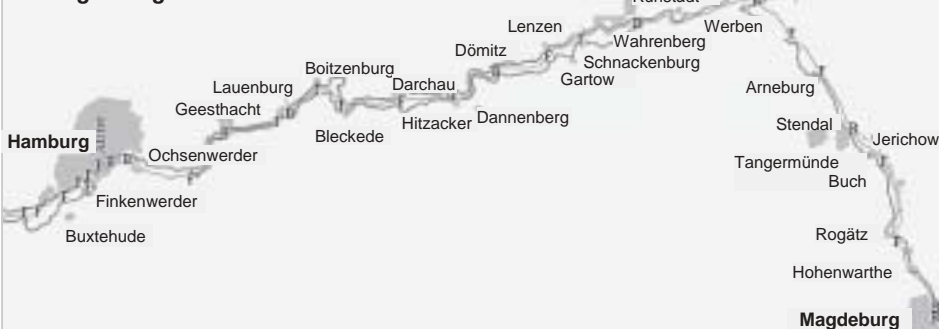 Lenzen
Werben
Wahrenberg
Dömitz
Schnackenburg
Boitzenburg
Gartow
Lauenburg
Darchau
Arneburg
Geesthacht
Hitzacker
Dannenberg
Stendal
Bleckede
Hamburg
Jerichow
Ochsenwerder
Tangermünde
Buch
Finkenwerder
Buxtehude
Rogätz
Hohenwarthe
Magdeburg